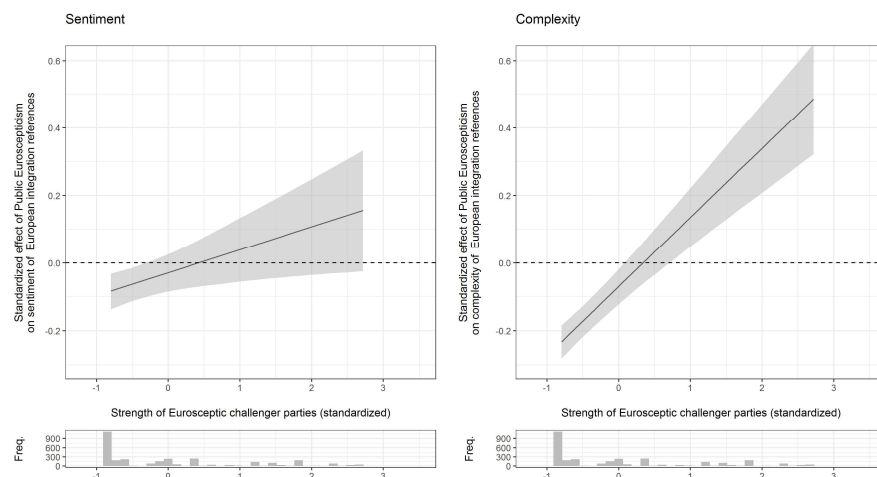 Sentiment
Standardized effect of Public Euroscepticism
on sentiment of European integration references
0.6
0.4
0.2
0.0
-0.2
-1 0 1 2 3
Strength of Eurosceptic challenger parties (standardized)
Freq.
900
600
300
0
-1 0 1 2 3
Complexity
Standardized effect of Public Euroscepticism
on complexity of European integration references
0.6
0.4
0.2
0.0
-0.2
-1 0 1 2 3
Strength of Eurosceptic challenger parties (standardized)
Freq.
900
600
300
0
-1 0 1 2 3